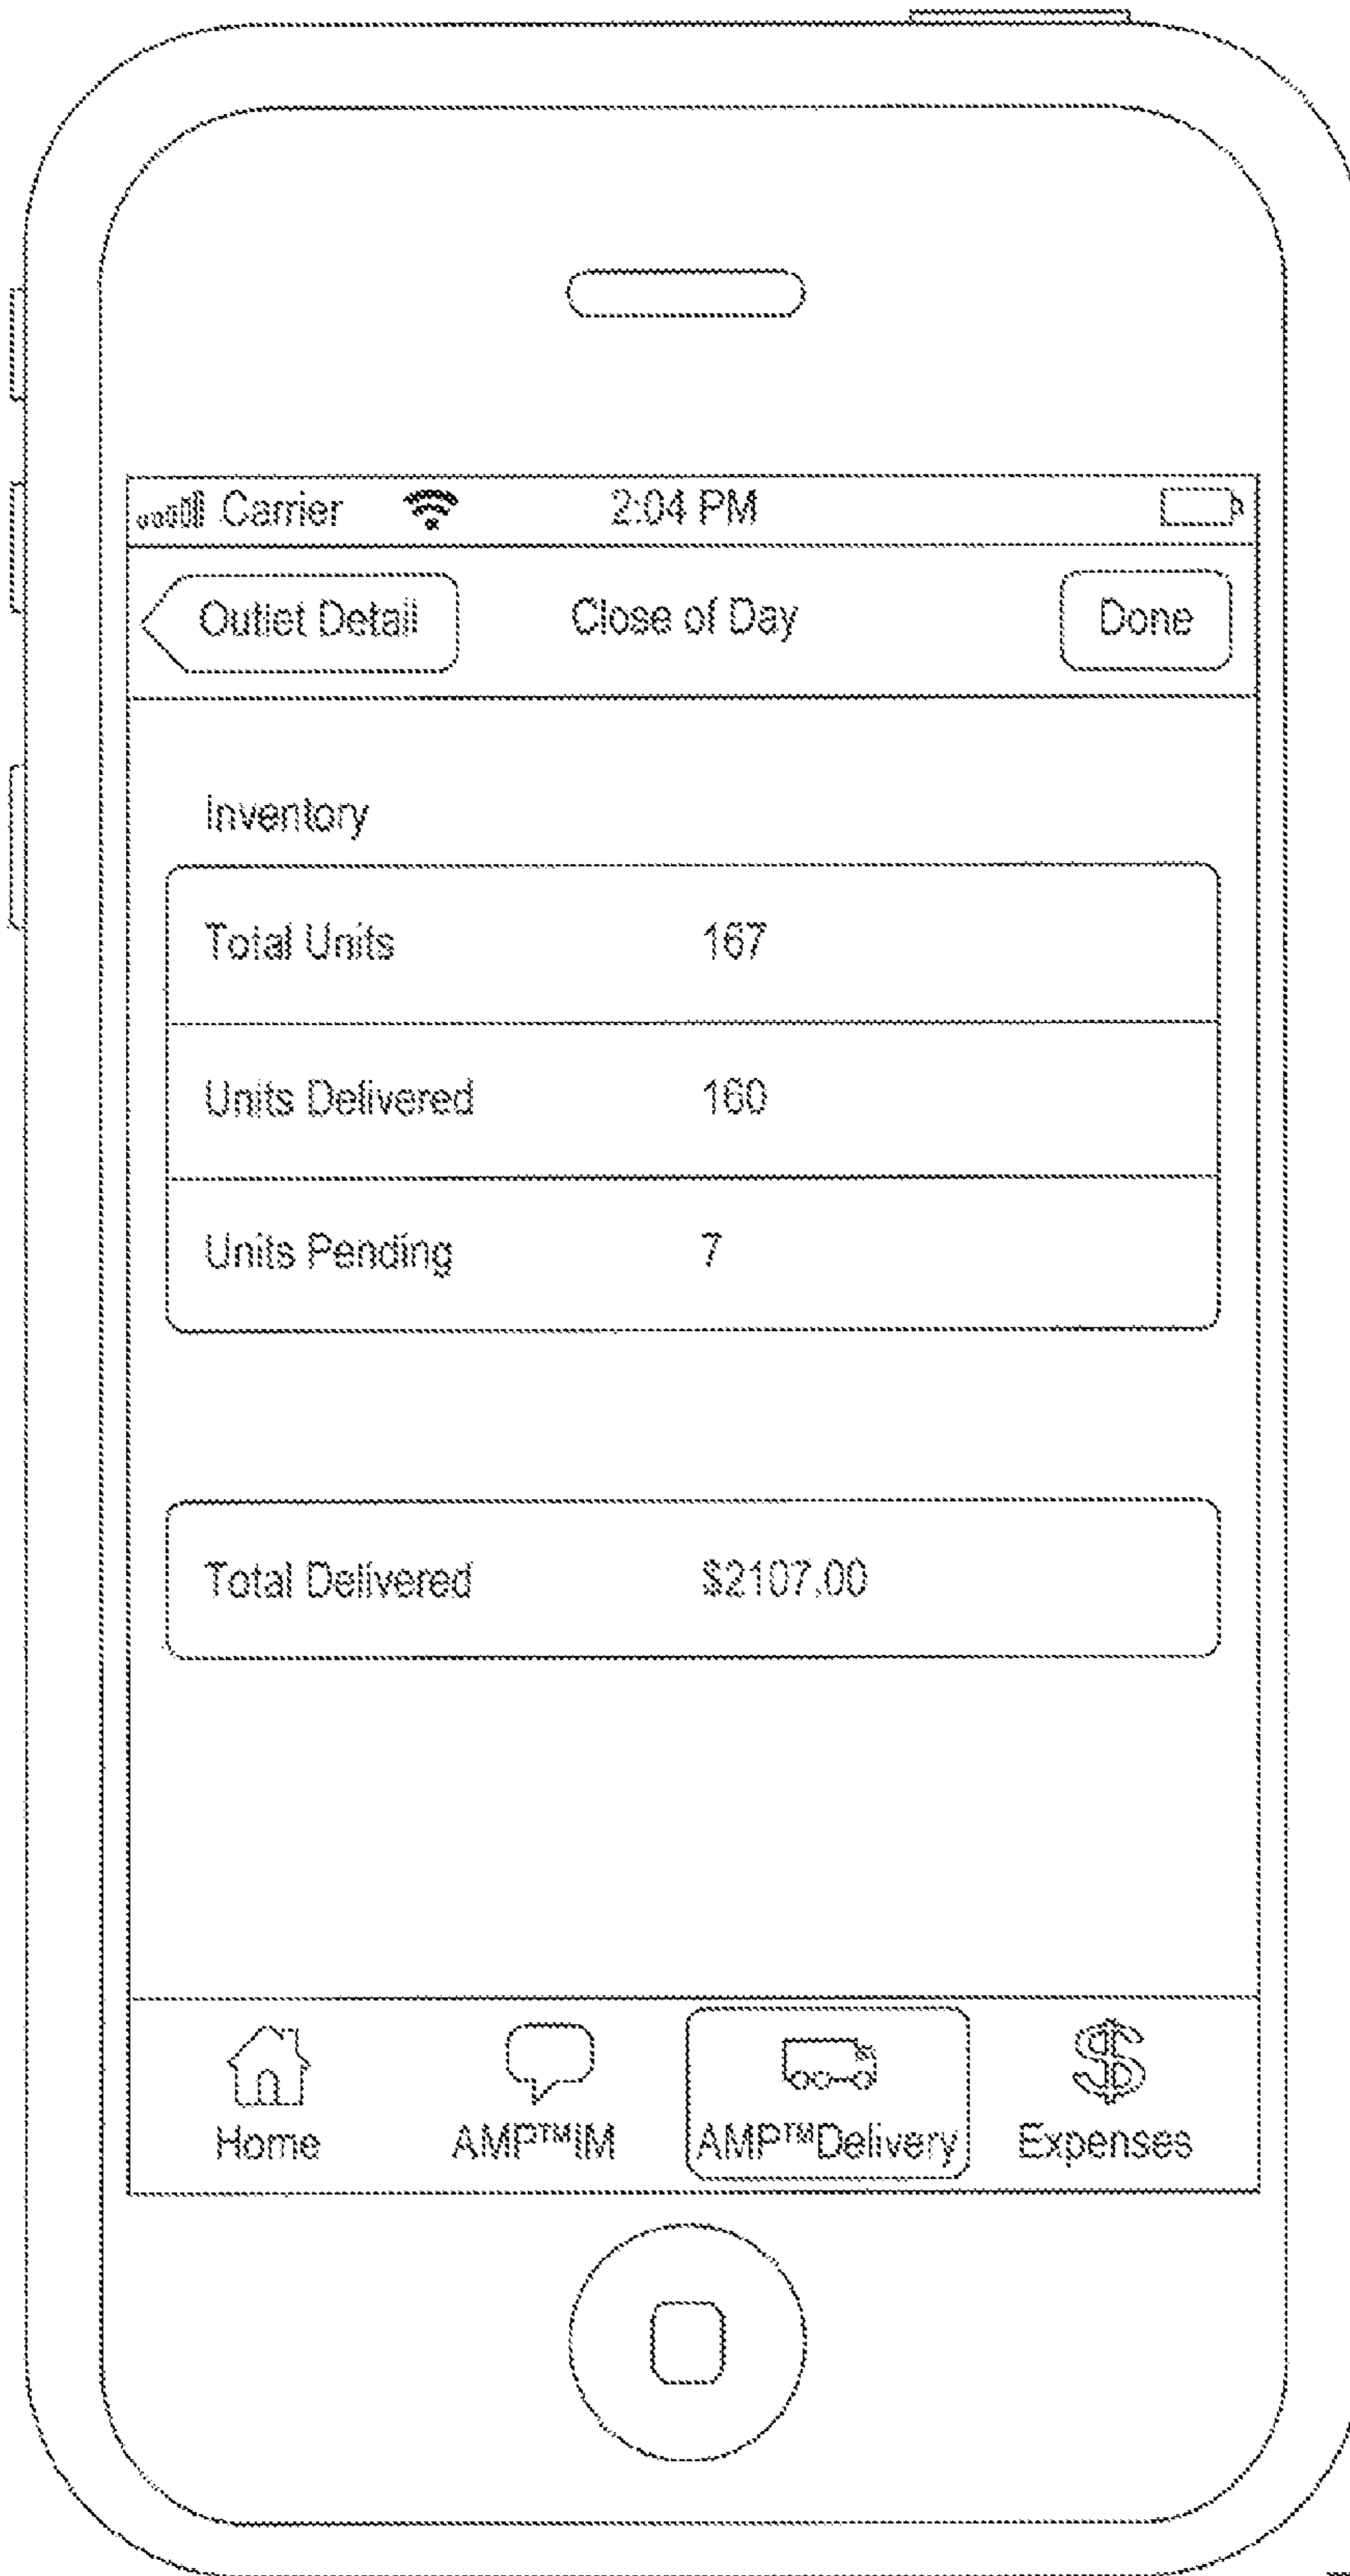 Carrier 2:04 PM
Outlet Detail Close of Day Done
Inventory
Total Units 167
Units Delivered 160
Units Pending 7
Total Delivered $2107.00
Home AMP™IM AMP™Delivery Expenses